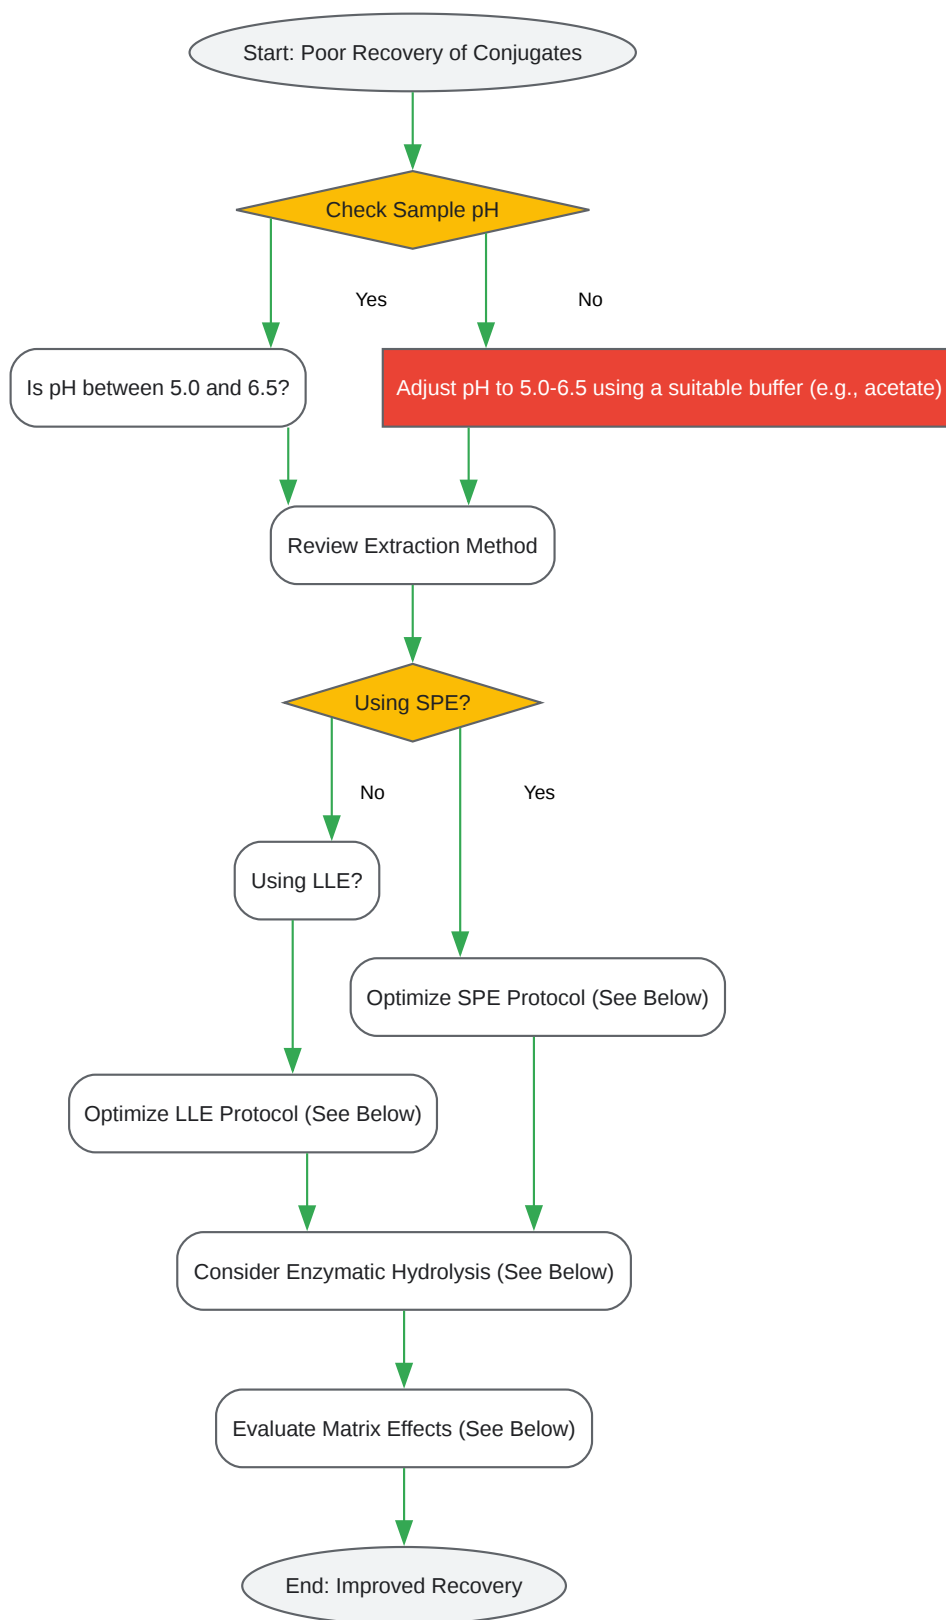 Start: Poor Recovery of Conjugates
Check Sample pH
Yes
No
Is pH between 5.0 and 6.5?
Adjust pH to 5.0-6.5 using a suitable buffer (e.g., acetate)
Review Extraction Method
Using SPE?
No
Yes
Using LLE?
Optimize SPE Protocol (See Below)
Optimize LLE Protocol (See Below)
Consider Enzymatic Hydrolysis (See Below)
Evaluate Matrix Effects (See Below)
End: Improved Recovery